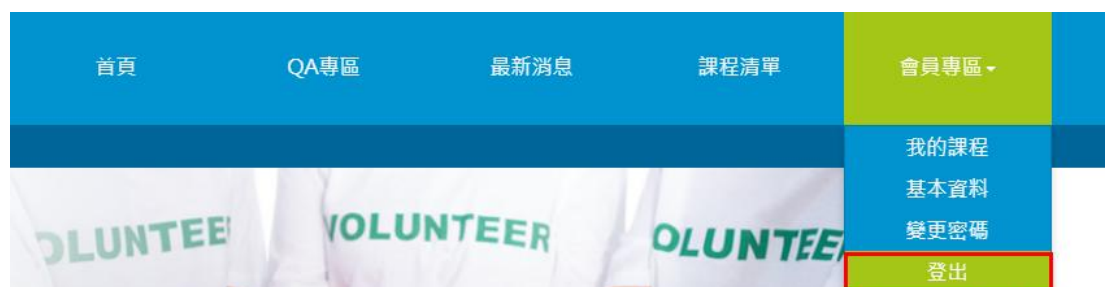 首頁
QA專區
最新消息
課程清單
會員專區
我的課程
基本資料
變更密碼
登出
OLUNTEE
VOLUNTEER
OLUNTEE